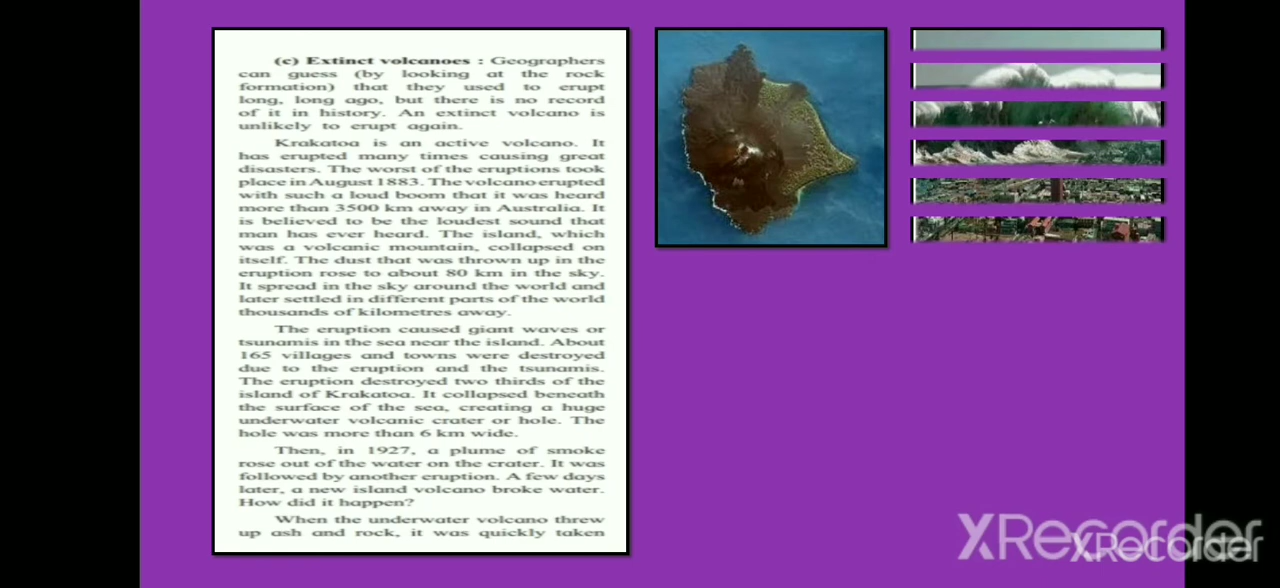 (c) Extinct volcanoes : Geographers
can guess (by looking at the rock
formation) that they used to erupt
long, long ago, but there is no record
of it in history. An extinct volcano is
unlikely to erupt again.
Krakatoa is an active volcano. It
has erupted many times causing great
disasters. The worst of the eruptions took
place in August 1883. The volcano erupted
with such a loud boom that it was heard
more than 3500 km away in Australia. It
is believed to be the loudest sound that
man has ever heard. The island, which
was a volcanic mountain, collapsed on
itself. The dust that was thrown up in the
eruption rose to about 80 km in the sky.
It spread in the sky around the world and
later settled in different parts of the world
thousands of kilometres away.
The eruption caused giant waves or
tsunamis in the sea near the island. About
165 villages and towns were destroyed
due to the eruption and the tsunamis.
The eruption destroyed two thirds of the
island of Krakatoa. It collapsed beneath
the surface of the sea, creating a huge
underwater volcanic crater or hole. The
hole was more than 6 km wide.
Then, in 1927, a plume of smoke
rose out of the water on the crater. It was
followed by another eruption. A few days
later, a new island volcano broke water.
How did it happen?
When the underwater volcano threw
up ash and rock, it was quickly taken
XRecorder
XRecorder